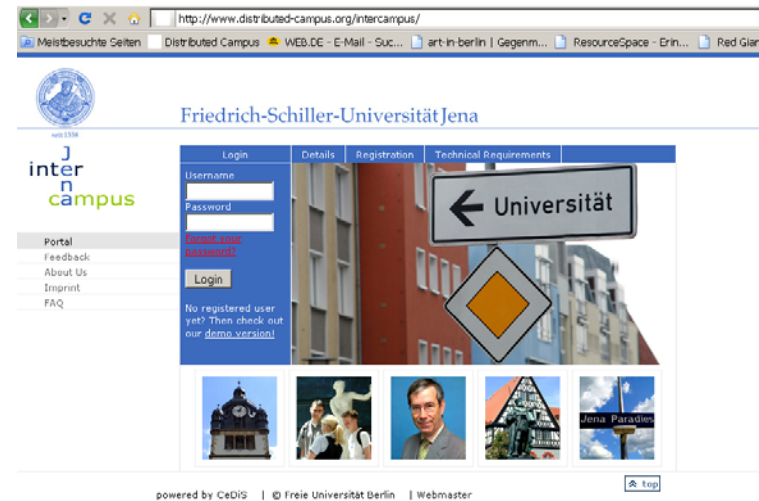 http://www.distributed-campus.org/intercampus/
Meistbesuchte Seiten Distributed Campus WEB.DE - E-Mail - Suc... art-in-berlin | Gegenm... ResourceSpace - Erin... Red Gian
seit 1558
Friedrich-Schiller-Universität Jena
J
inter
n
campus
Portal
Feedback
About Us
Imprint
FAQ
Login Details Registration Technical Requirements
Username
Password
Forgot your
password?
Login
No registered user
yet? Then check out
our demo version!
Universität
Jena Paradies
top
powered by CeDiS | © Freie Universität Berlin | Webmaster